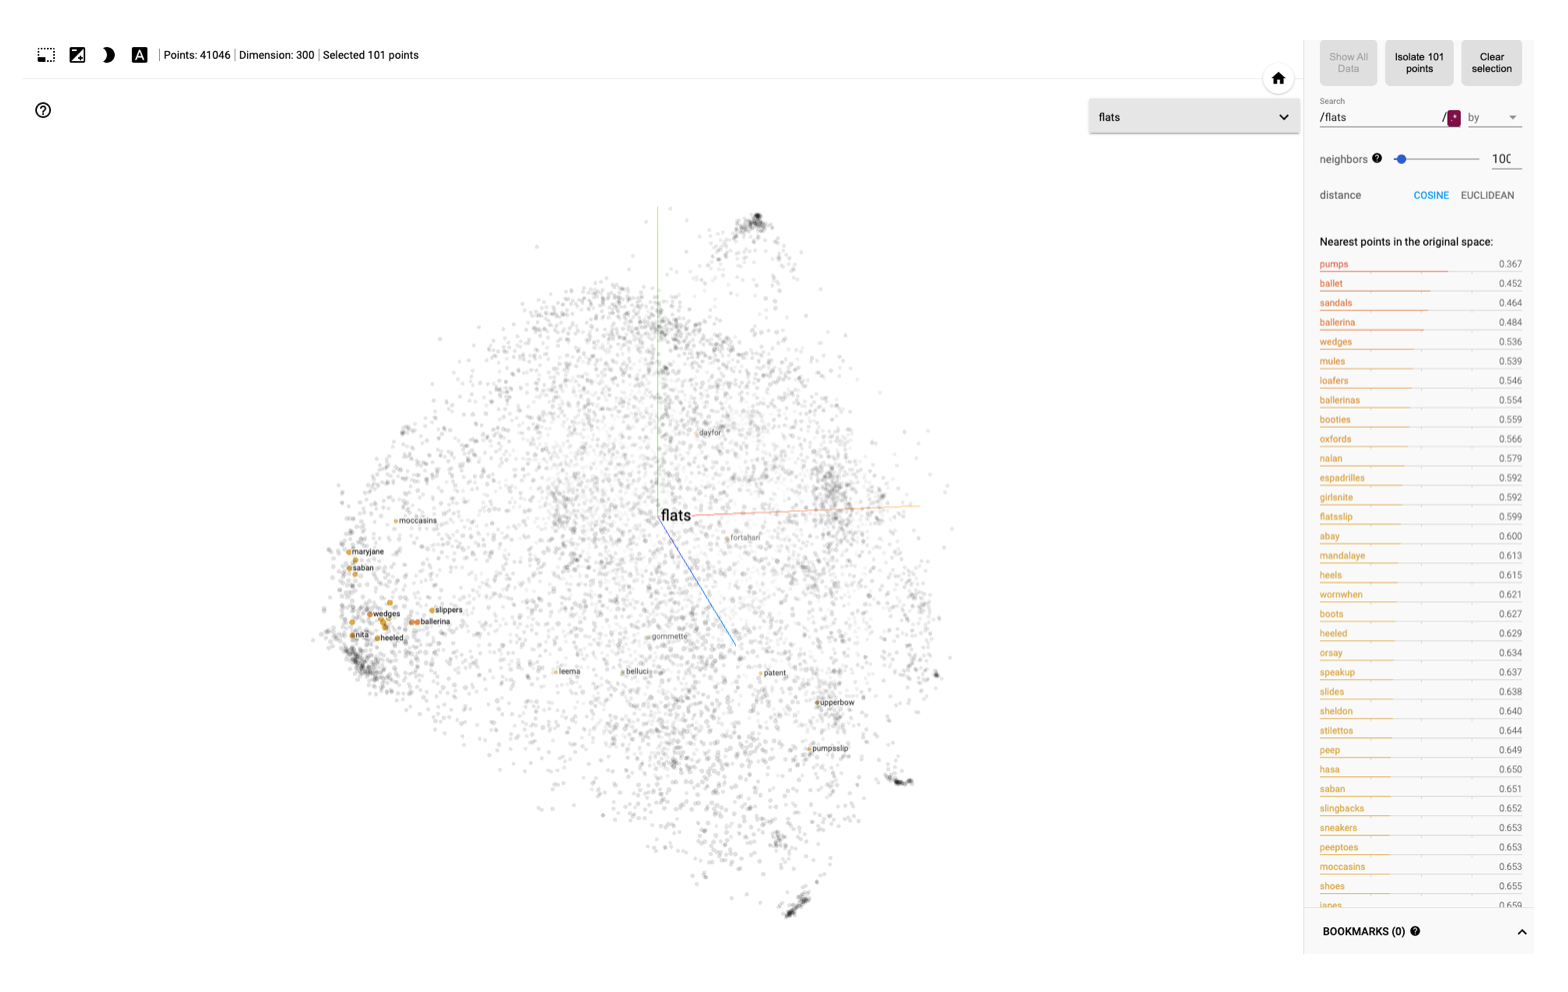 A Points: 41046 | Dimension: 300 | Selected 101 points
Show All Data
Isolate 101 points
Clear selection
flats
Search
/flats / .* by
neighbors 100
distance COSINE EUCLIDEAN
Nearest points in the original space:
pumps 0.367
ballet 0.452
sandals 0.464
ballerina 0.484
wedges 0.536
mules 0.539
loafers 0.546
ballerinas 0.554
booties 0.559
oxfords 0.566
nalan 0.579
espadrilles 0.592
girlsnite 0.592
flatsslip 0.599
abay 0.600
mandalaye 0.613
heels 0.615
wornwhen 0.621
boots 0.627
heeled 0.629
orsay 0.634
speakup 0.637
slides 0.638
sheldon 0.640
stilettos 0.644
peep 0.649
hasa 0.650
saban 0.651
slingbacks 0.652
sneakers 0.653
peeptoes 0.653
moccasins 0.653
shoes 0.655
janes 0.659
BOOKMARKS (0)
dayfor
flats
moccasins
fortahari
maryjane
saban
slippers
wedges
ballerina
nita
heeled
gommette
leema
belluci
patent
upperbow
pumpsslip